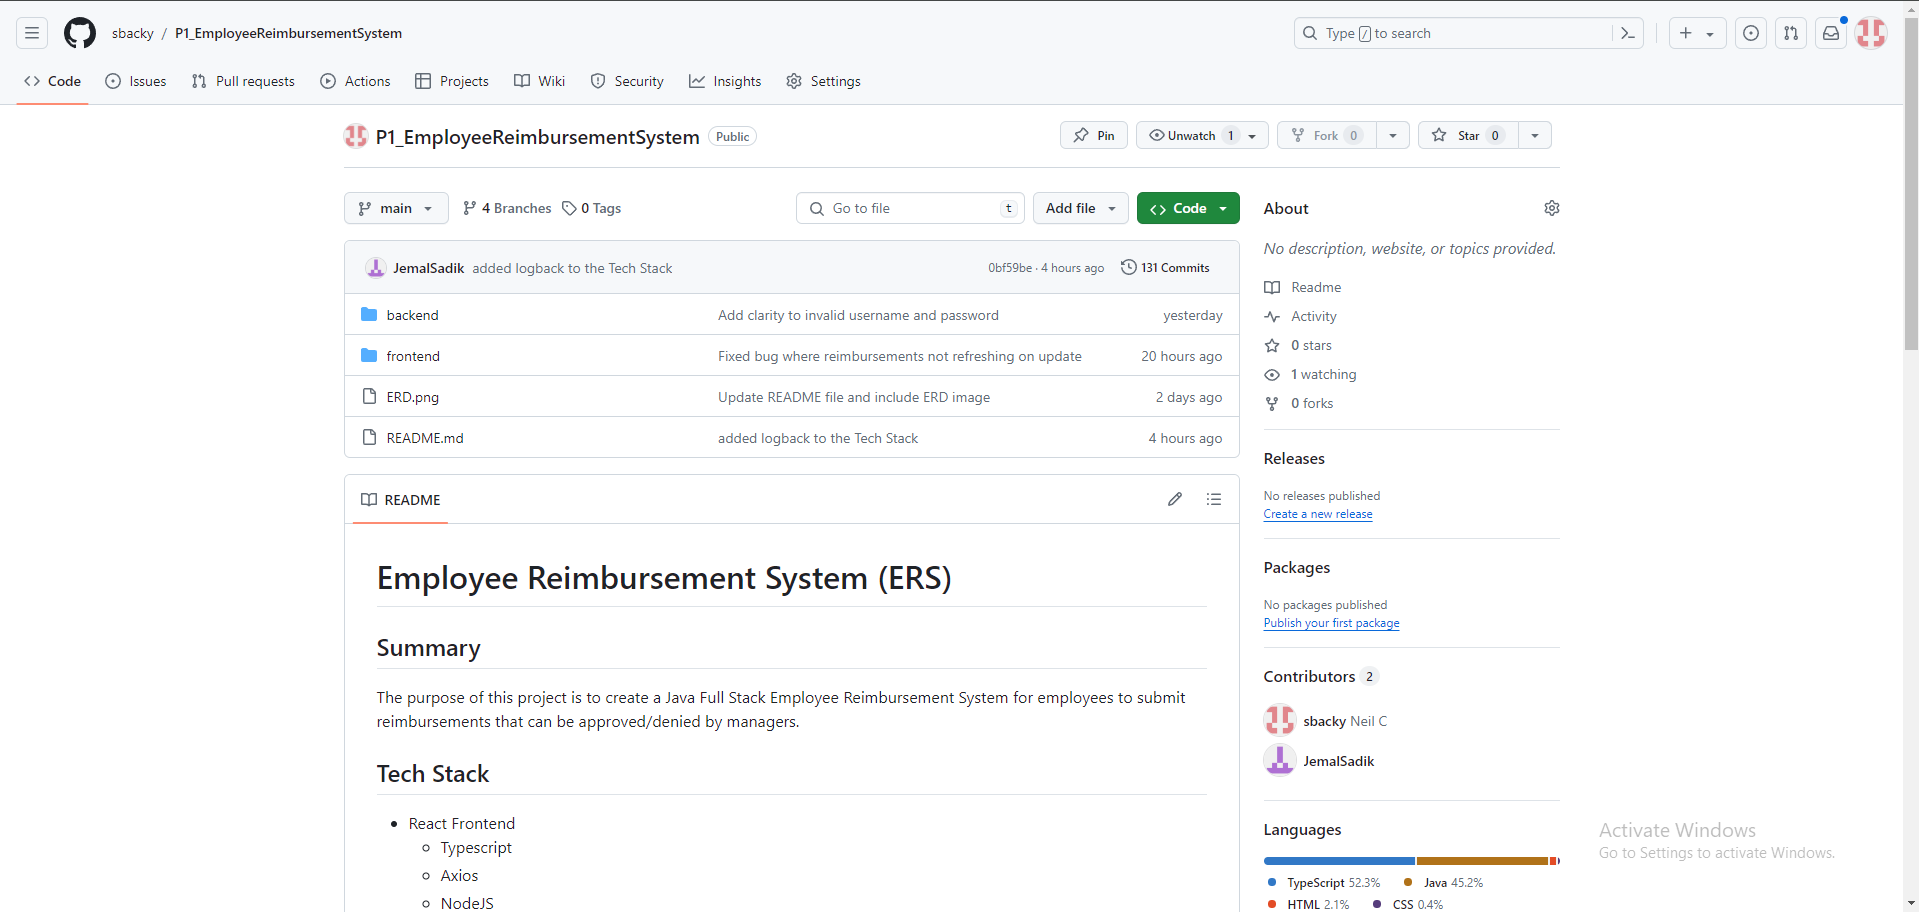 sbacky / P1_EmployeeReimbursementSystem
Type / to search
Code Issues Pull requests Actions Projects Wiki Security Insights Settings
P1_EmployeeReimbursementSystem Public
Pin Unwatch 1 Fork 0 Star 0
main 4 Branches 0 Tags Go to file t Add file Code
JemalSadik added logback to the Tech Stack 0bf59be · 4 hours ago 131 Commits
backend Add clarity to invalid username and password yesterday
frontend Fixed bug where reimbursements not refreshing on update 20 hours ago
ERD.png Update README file and include ERD image 2 days ago
README.md added logback to the Tech Stack 4 hours ago
README
Employee Reimbursement System (ERS)
Summary
The purpose of this project is to create a Java Full Stack Employee Reimbursement System for employees to submit
reimbursements that can be approved/denied by managers.
Tech Stack
React Frontend
Typescript
Axios
NodeJS
About
No description, website, or topics provided.
Readme
Activity
0 stars
1 watching
0 forks
Releases
No releases published
Create a new release
Packages
No packages published
Publish your first package
Contributors 2
sbacky Neil C
JemalSadik
Languages
TypeScript 52.3% Java 45.2%
HTML 2.1% CSS 0.4%
Activate Windows
Go to Settings to activate Windows.